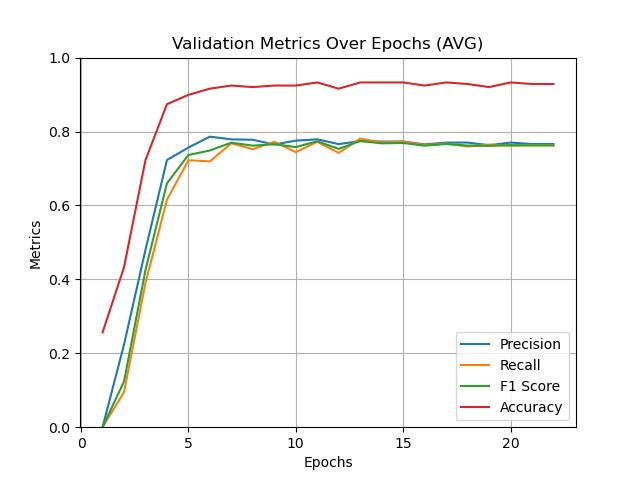 Validation Metrics Over Epochs (AVG)
1.0
0.8
0.6
0.4
0.2
0.0
Metrics
0
5
10
15
20
Epochs
Precision
Recall
F1 Score
Accuracy